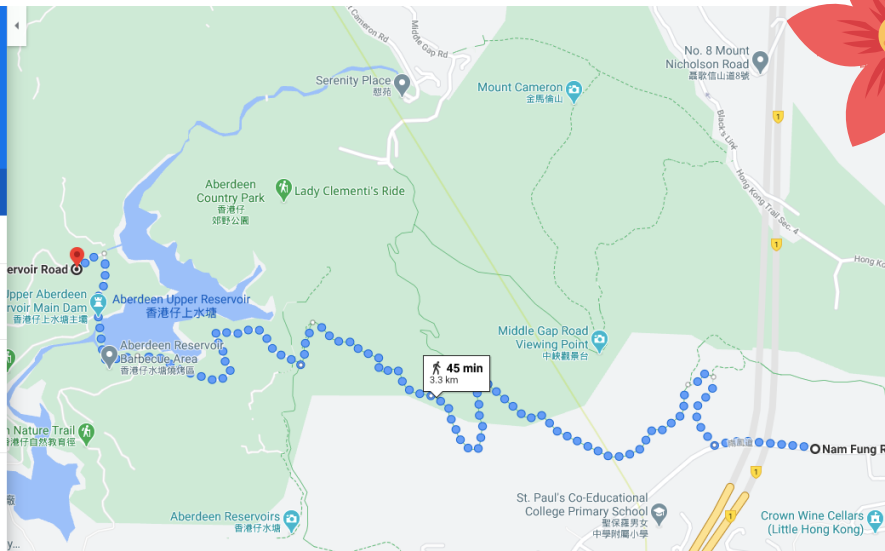 Cameron Rd
Middle Gap Rd
No. 8 Mount
Nicholson Road
聶歌信山道8號
Serenity Place
Mount Cameron
金馬倫山
1
Black's Link
Hong Kong Trail Sec. 4
Aberdeen
Country Park
香港仔
郊野公園
Lady Clementi's Ride
1
Hong Ko
ervoir Road
Upper Aberdeen
rvoir Main Dam
香港仔上水塘主壩
Aberdeen Upper Reservoir
香港仔上水塘
Aberdeen Reservoir
Barbecue Area
香港仔水塘燒烤區
Middle Gap Road
Viewing Point
中峽觀景台
45 min
3.3 km
n Nature Trail
香港仔自然教育徑
Nam Fung R
1
St. Paul's Co-Educational
College Primary School
聖保羅男女
中學附屬小學
1
Crown Wine Cellars
(Little Hong Kong)
Aberdeen Reservoirs
香港仔水塘
y...